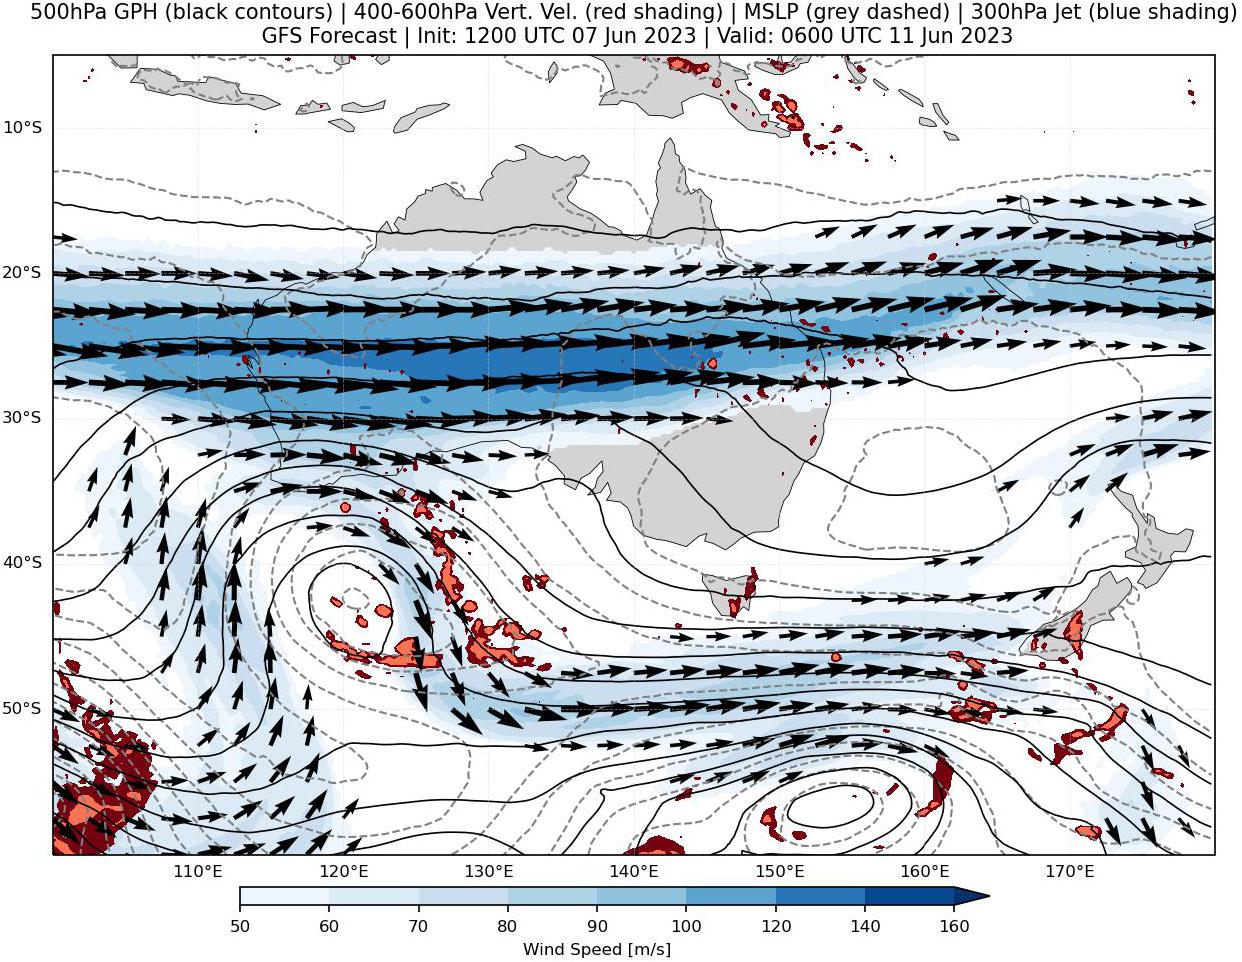 500hPa GPH (black contours) | 400-600hPa Vert. Vel. (red shading) | MSLP (grey dashed) | 300hPa Jet (blue shading)
GFS Forecast | Init: 1200 UTC 07 Jun 2023 | Valid: 0600 UTC 11 Jun 2023
10°S
20°S
30°S
40°S
50°S
110°E 120°E 130°E 140°E 150°E 160°E 170°E
50 60 70 80 90 100 120 140 160
Wind Speed [m/s]